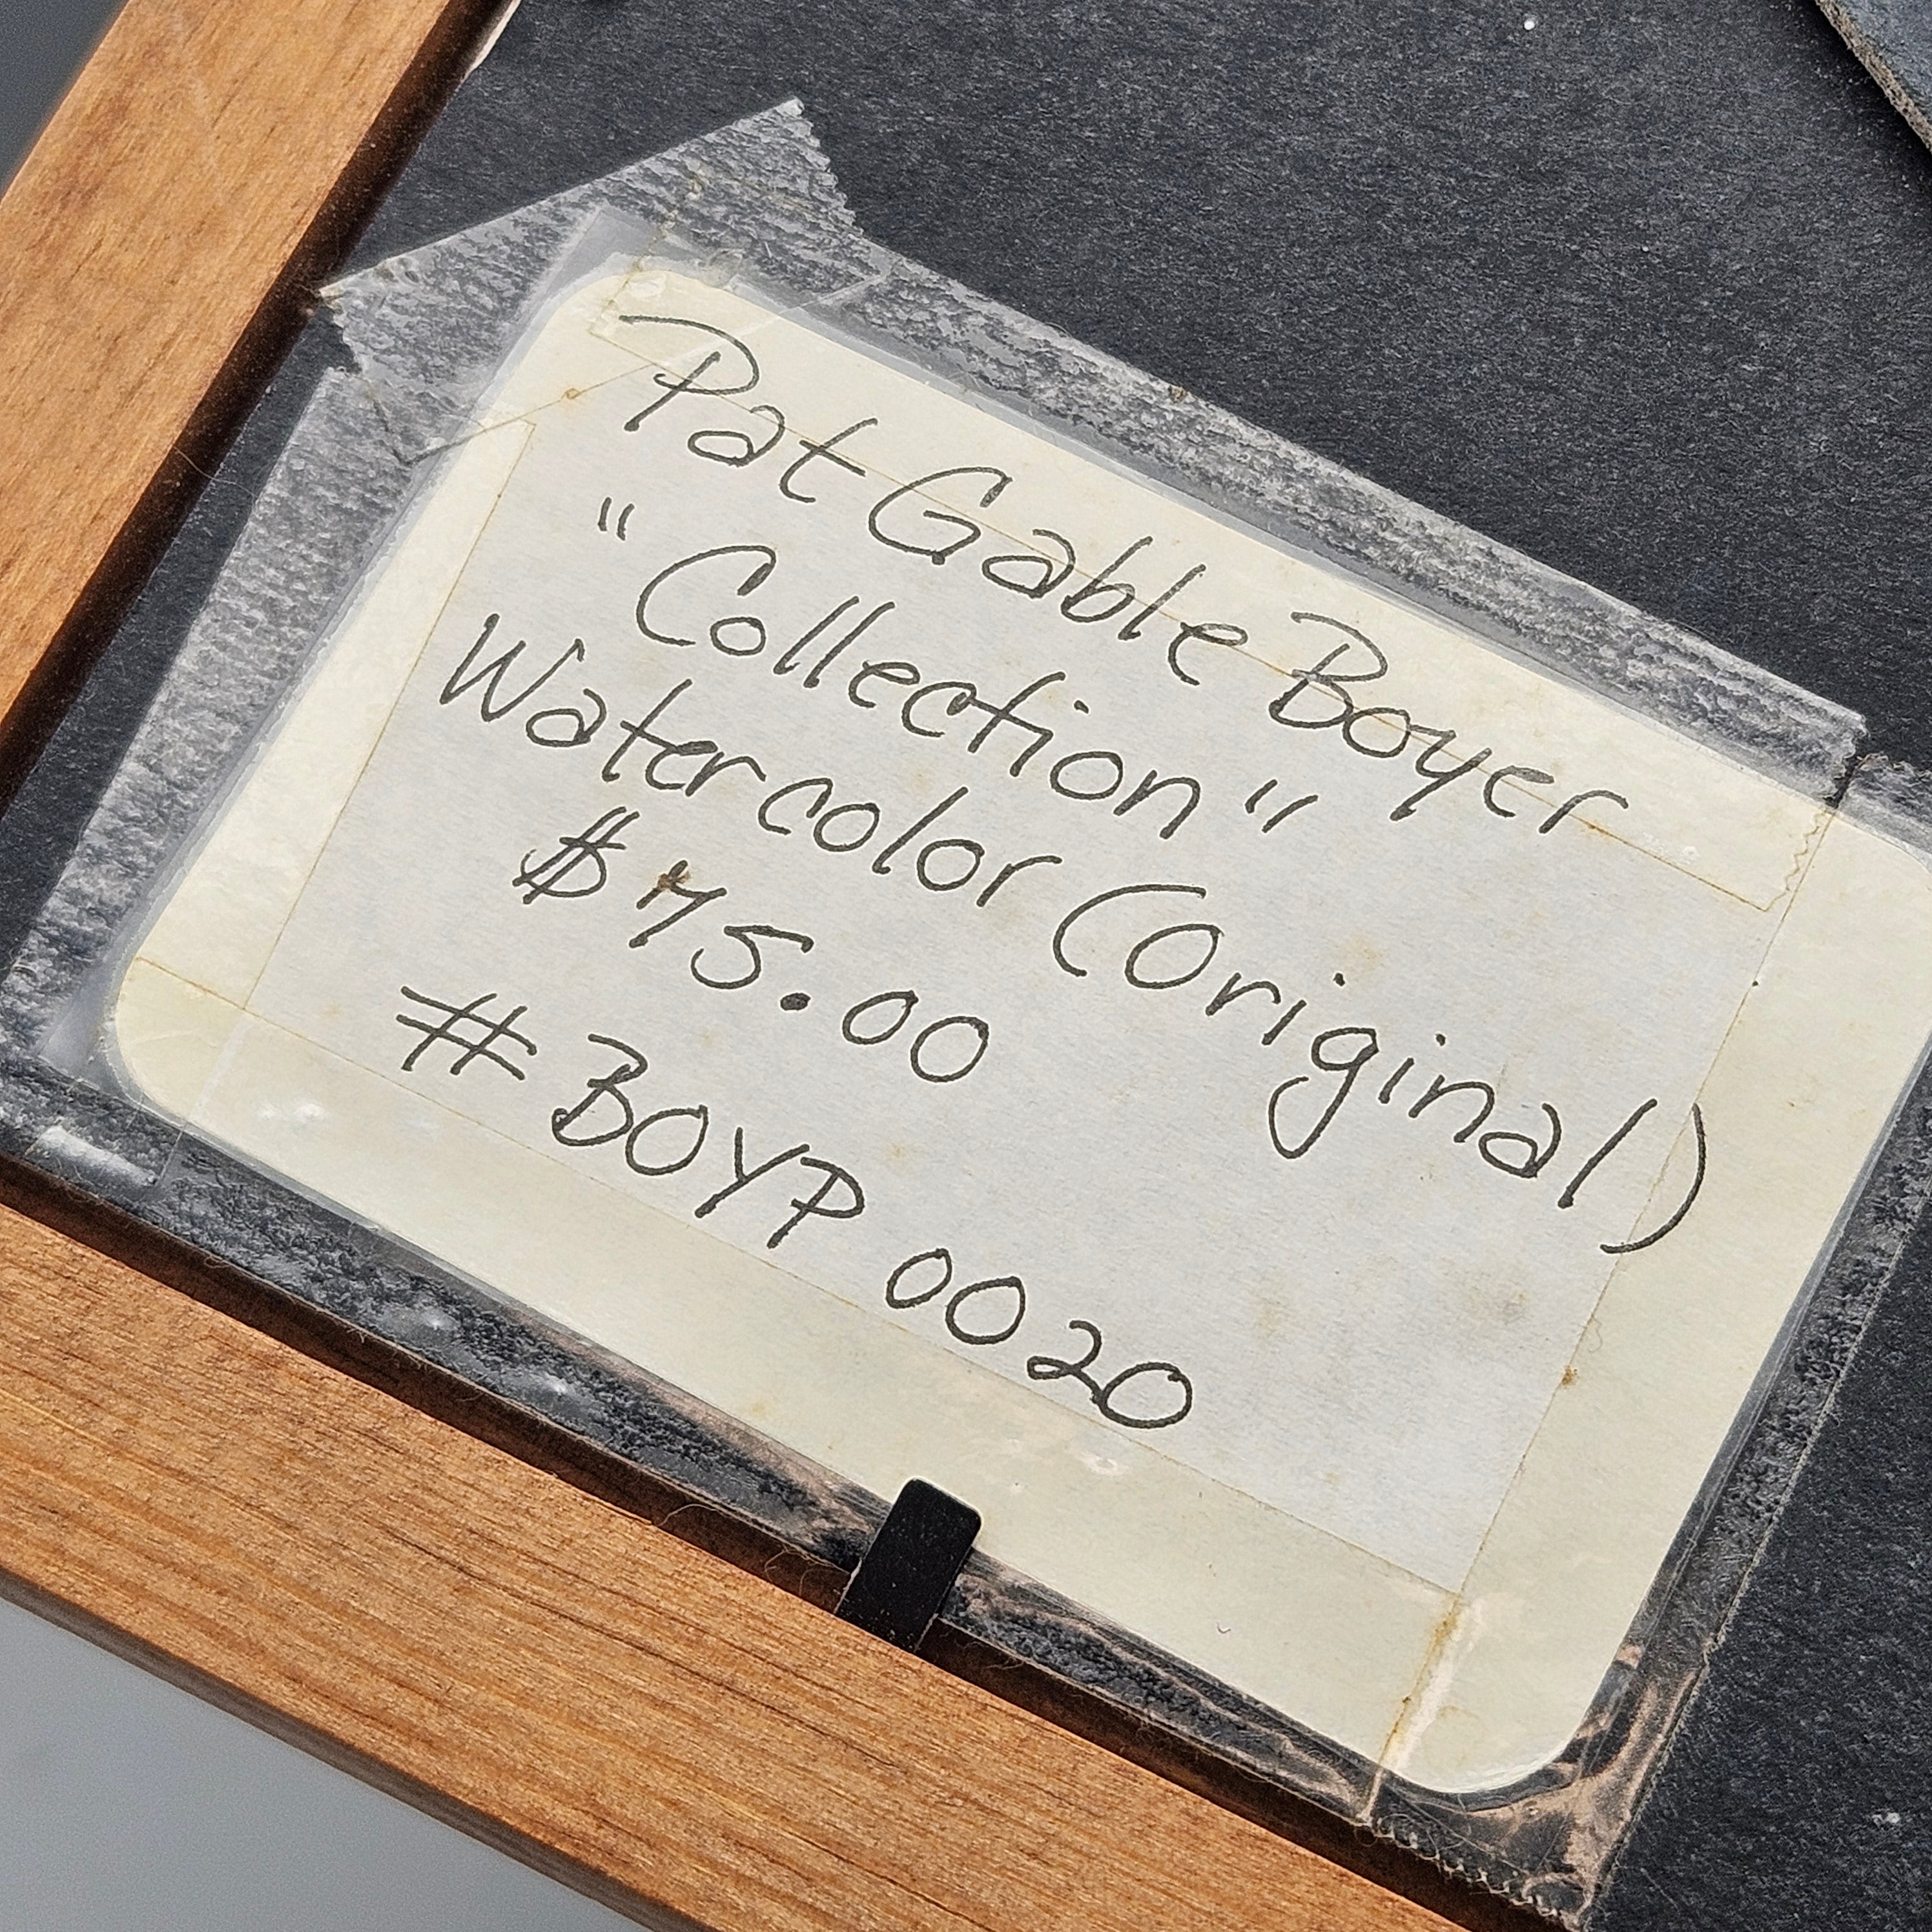 Pat Gable Boyer
"Collection"
Watercolor (Original)
$75.00
#BOYP 0020